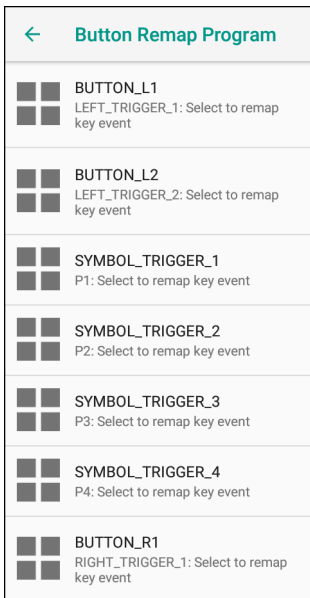 Button Remap Program
BUTTON_L1
LEFT_TRIGGER_1: Select to remap
key event
BUTTON_L2
LEFT_TRIGGER_2: Select to remap
key event
SYMBOL_TRIGGER_1
P1: Select to remap key event
SYMBOL_TRIGGER_2
P2: Select to remap key event
SYMBOL_TRIGGER_3
P3: Select to remap key event
SYMBOL_TRIGGER_4
P4: Select to remap key event
BUTTON_R1
RIGHT_TRIGGER_1: Select to remap
key event